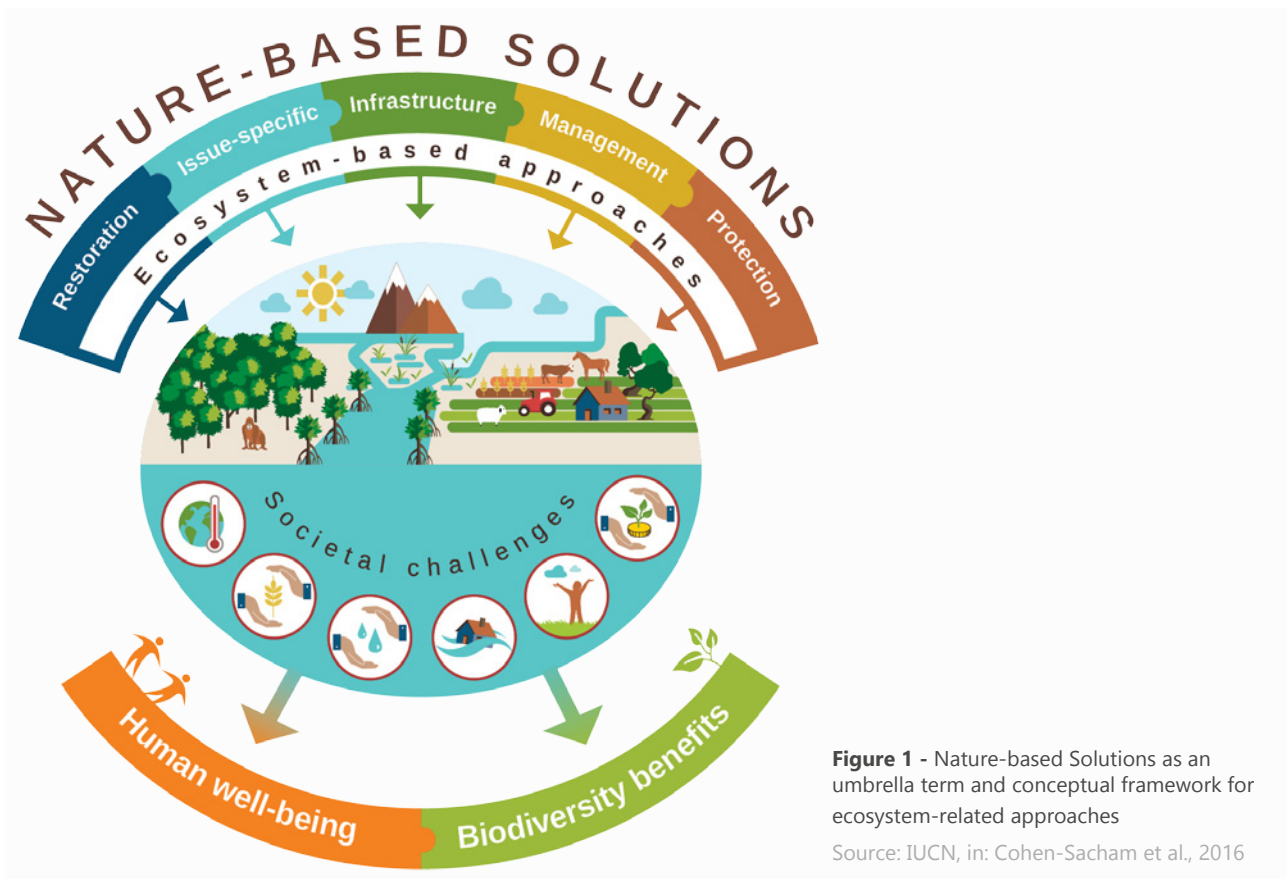 NATURE-BASED SOLUTIONS
Restoration
Issue-specific
Infrastructure
Management
Protection
Ecosystem-based approaches
Societal challenges
Human well-being
Biodiversity benefits
Figure 1 - Nature-based Solutions as an
umbrella term and conceptual framework for
ecosystem-related approaches
Source: IUCN, in: Cohen-Sacham et al., 2016